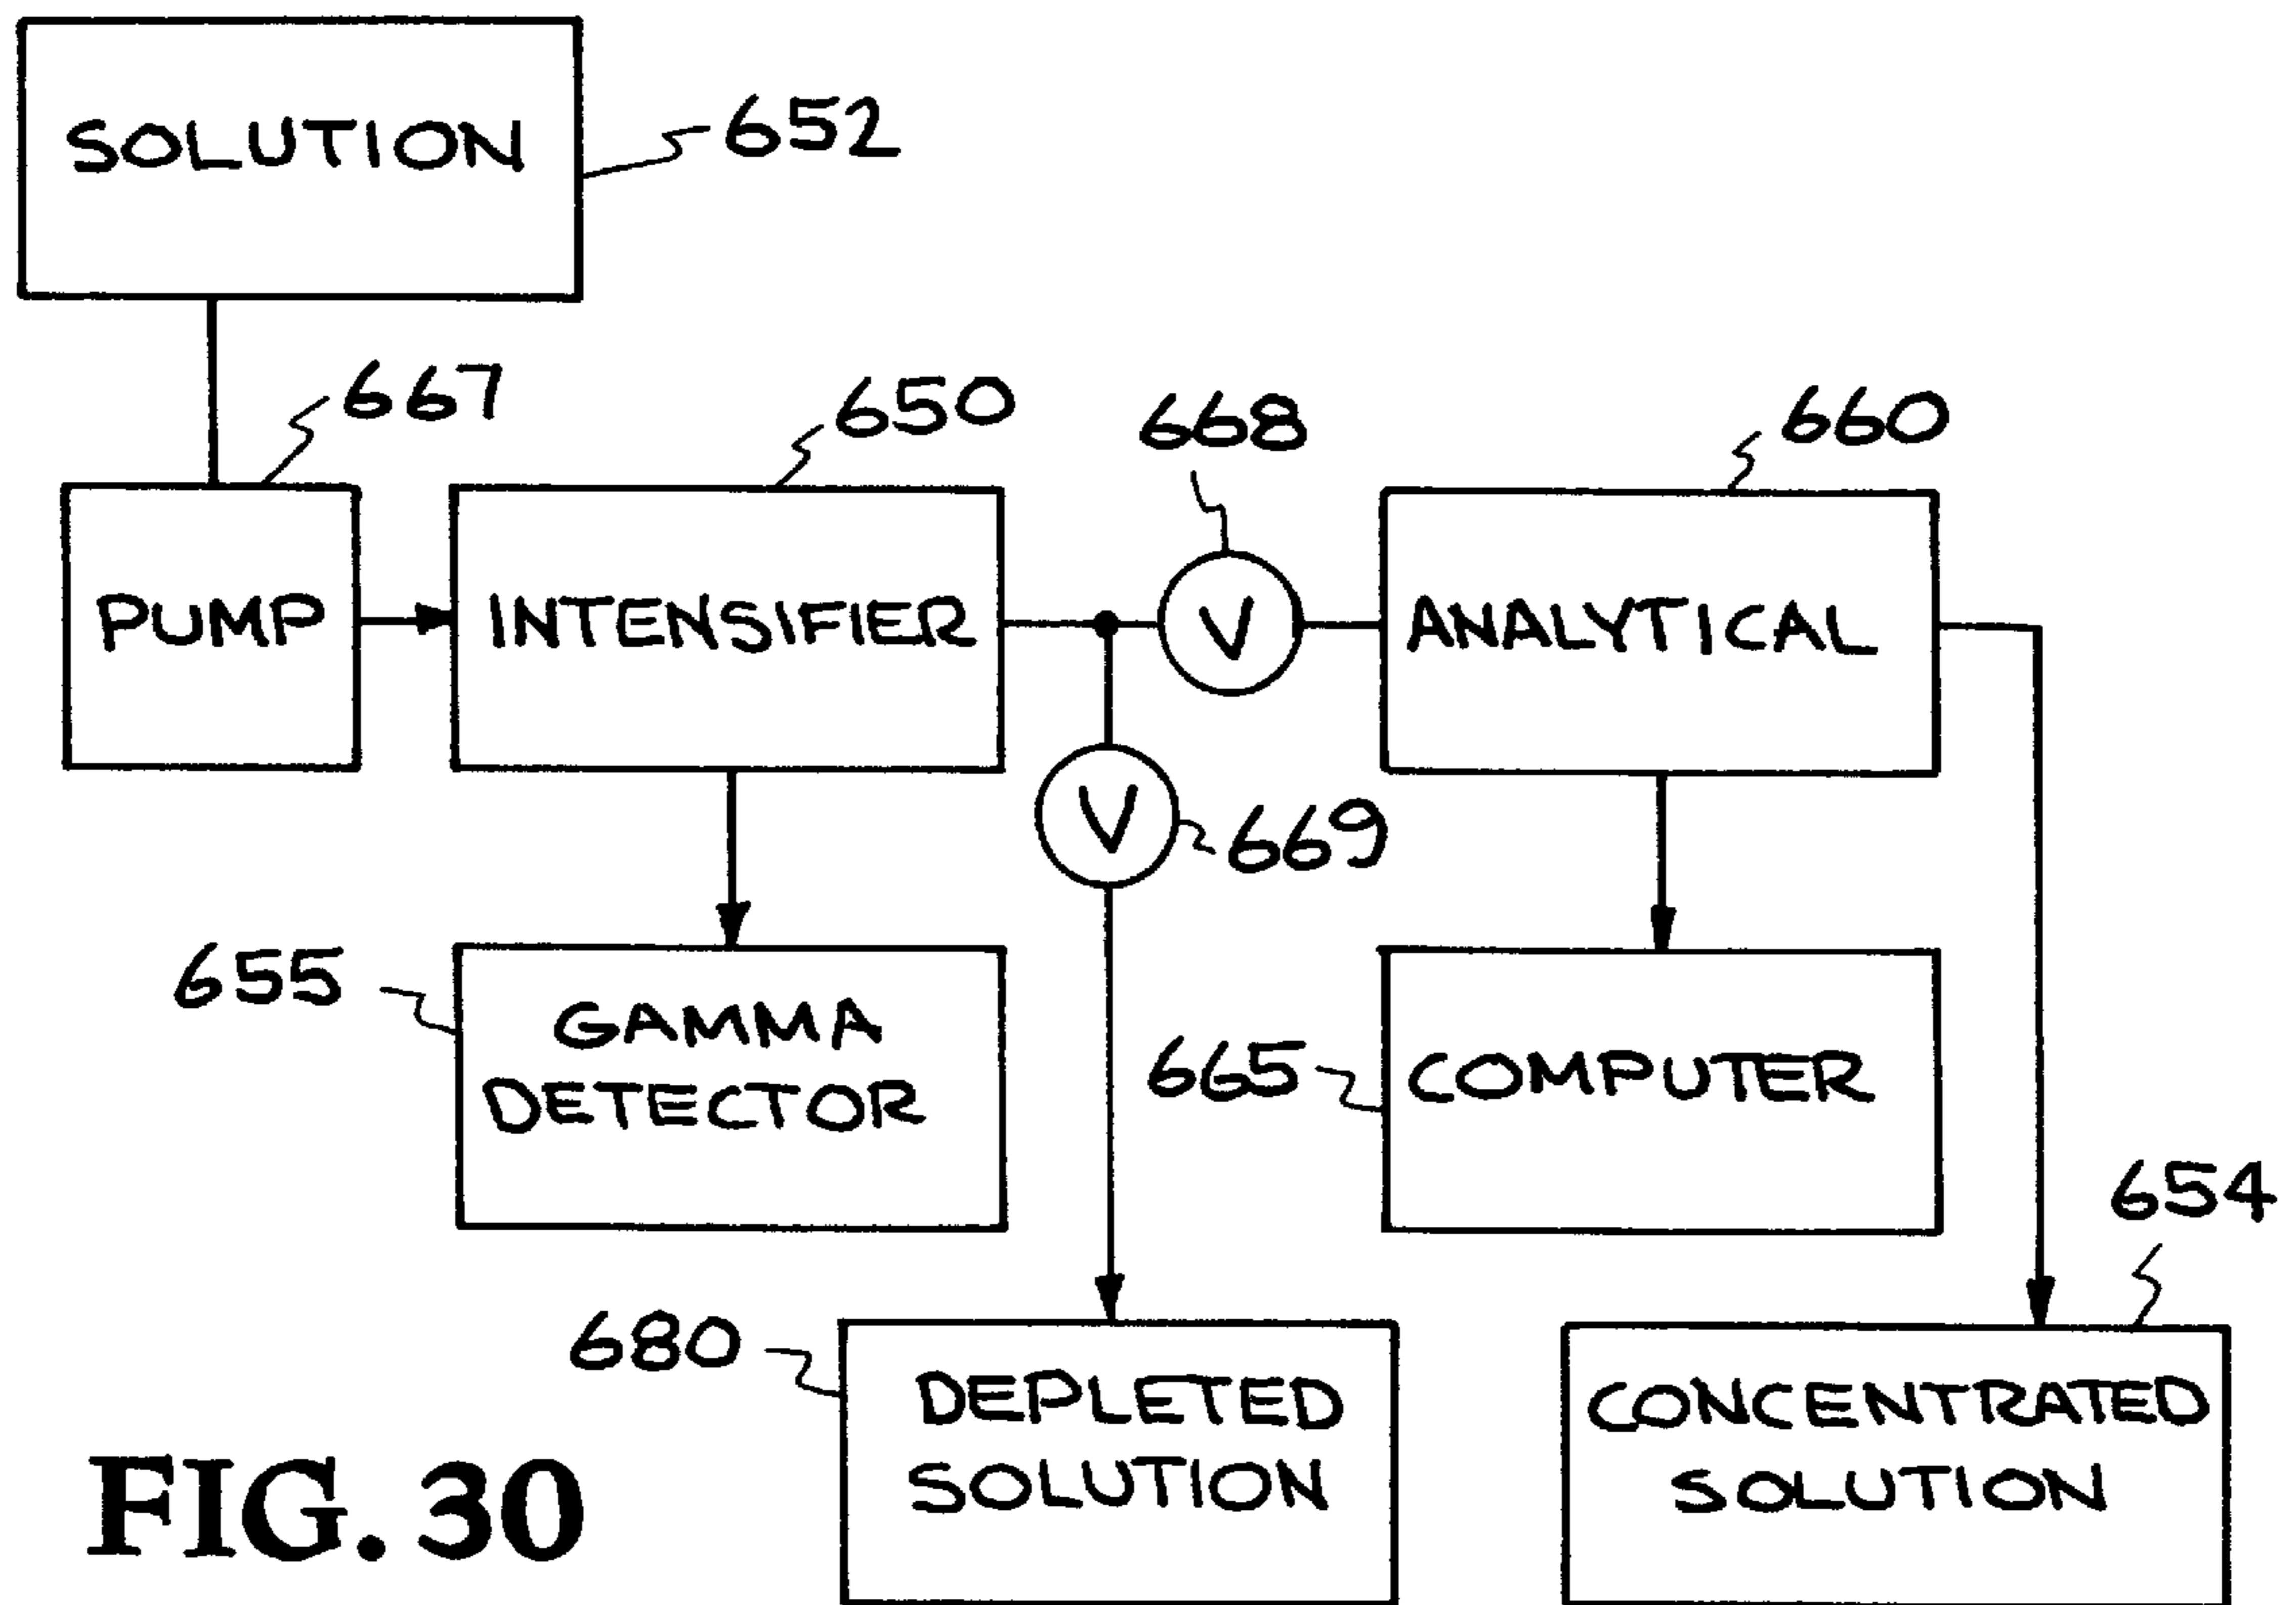 SOLUTION
652
667
650
668
660
PUMP
INTENSIFIER
V
ANALYTICAL
V
669
655
GAMMA
DETECTOR
665
COMPUTER
654
680
DEPLETED
SOLUTION
CONCENTRATED
SOLUTION
FIG. 30